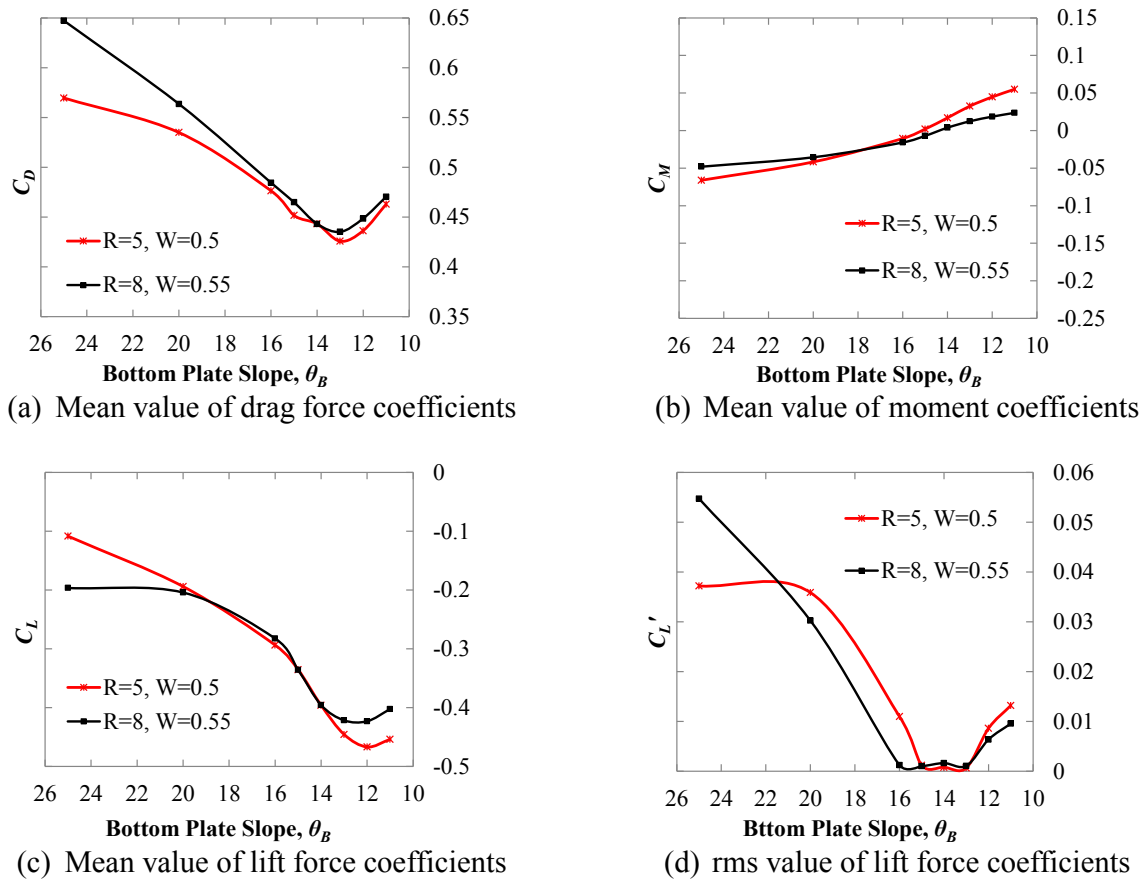 0.65
0.6
0.55
0.5
0.45
0.4
0.35
C_D
R=5, W=0.5
R=8, W=0.55
26 24 22 20 18 16 14 12 10
Bottom Plate Slope, θ_B
(a) Mean value of drag force coefficients
0.15
0.1
0.05
0
-0.05
-0.1
-0.15
-0.2
-0.25
C_M
R=5, W=0.5
R=8, W=0.55
26 24 22 20 18 16 14 12 10
Bottom Plate Slope, θ_B
(b) Mean value of moment coefficients
0
-0.1
-0.2
-0.3
-0.4
-0.5
C_L
R=5, W=0.5
R=8, W=0.55
26 24 22 20 18 16 14 12 10
Bottom Plate Slope, θ_B
(c) Mean value of lift force coefficients
0.06
0.05
0.04
0.03
0.02
0.01
0
C_L'
R=5, W=0.5
R=8, W=0.55
26 24 22 20 18 16 14 12 10
Bttom Plate Slope, θ_B
(d) rms value of lift force coefficients